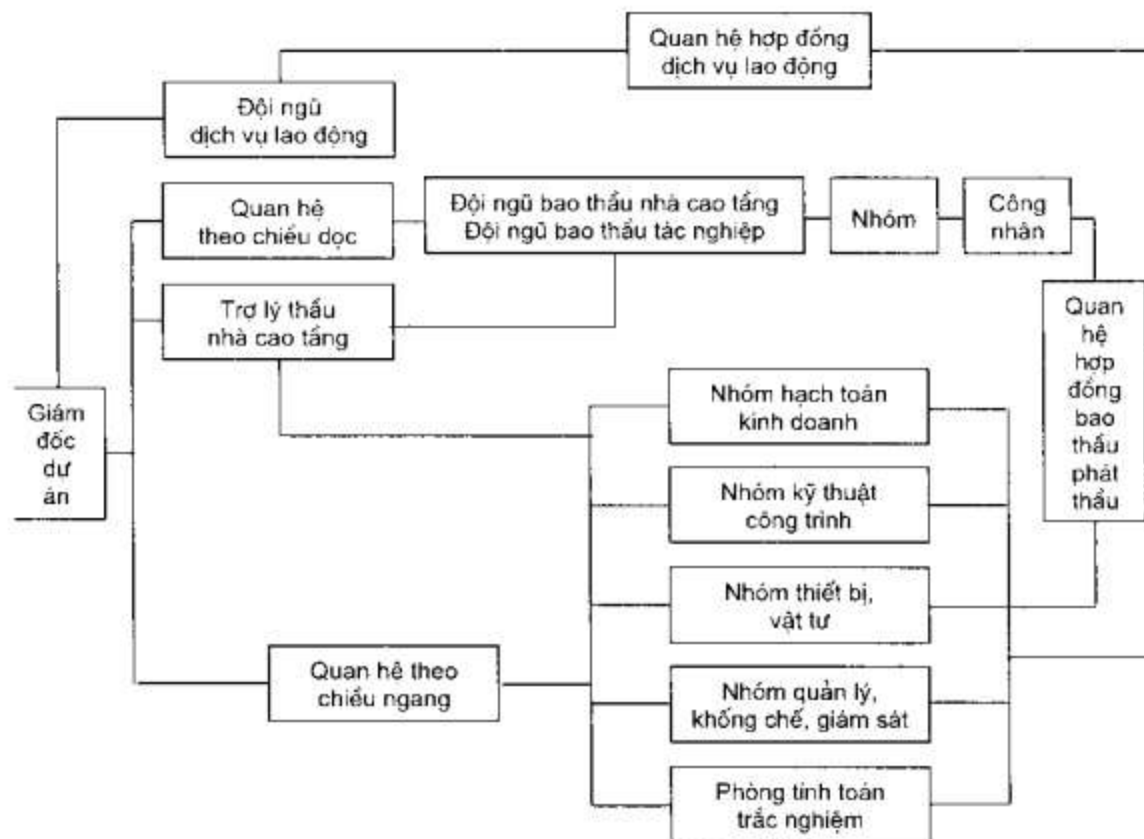 Quan hệ hợp đống
dịch vụ lao động
Đội ngũ
dịch vụ lao động
Quan hệ
theo chiếu dọc
Đội ngũ bao thầu nhà cao tầng
Đội ngũ bao thầu tác nghiệp
Nhóm
Công
nhân
Trợ lý thầu
nhà cao tầng
Quan
hệ
hợp
đồng
bao
thầu
phát
thầu
Giám
đốc
dự
án
Nhóm hạch toán
kinh doanh
Nhóm kỹ thuật
công trình
Nhóm thiết bị,
vật tư
Quan hê theo
chiều ngang
Nhóm quản lý,
khống chế, giám sát
Phòng tính toán
trắc nghiệm